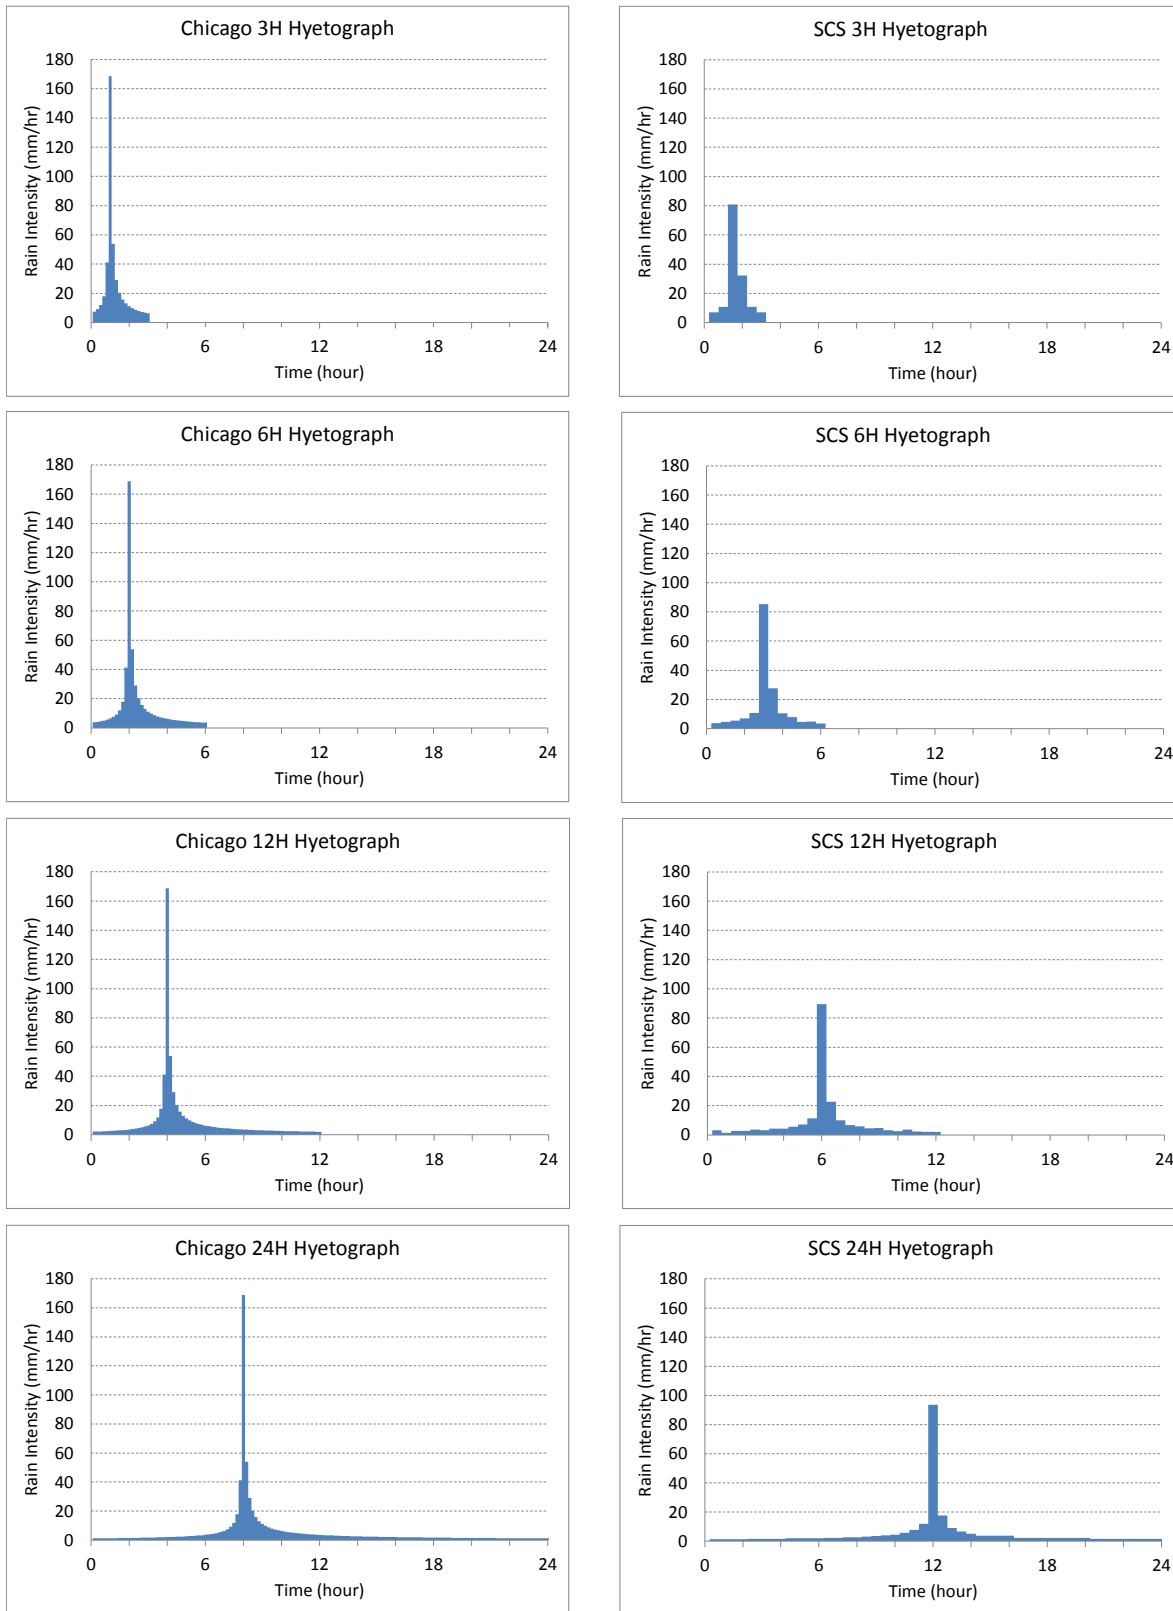 Chicago 3H Hyetograph
Rain Intensity (mm/hr)
180
160
140
120
100
80
60
40
20
0
0 6 12 18 24
Time (hour)
SCS 3H Hyetograph
Rain Intensity (mm/hr)
180
160
140
120
100
80
60
40
20
0
0 6 12 18 24
Time (hour)
Chicago 6H Hyetograph
Rain Intensity (mm/hr)
180
160
140
120
100
80
60
40
20
0
0 6 12 18 24
Time (hour)
SCS 6H Hyetograph
Rain Intensity (mm/hr)
180
160
140
120
100
80
60
40
20
0
0 6 12 18 24
Time (hour)
Chicago 12H Hyetograph
Rain Intensity (mm/hr)
180
160
140
120
100
80
60
40
20
0
0 6 12 18 24
Time (hour)
SCS 12H Hyetograph
Rain Intensity (mm/hr)
180
160
140
120
100
80
60
40
20
0
0 6 12 18 24
Time (hour)
Chicago 24H Hyetograph
Rain Intensity (mm/hr)
180
160
140
120
100
80
60
40
20
0
0 6 12 18 24
Time (hour)
SCS 24H Hyetograph
Rain Intensity (mm/hr)
180
160
140
120
100
80
60
40
20
0
0 6 12 18 24
Time (hour)